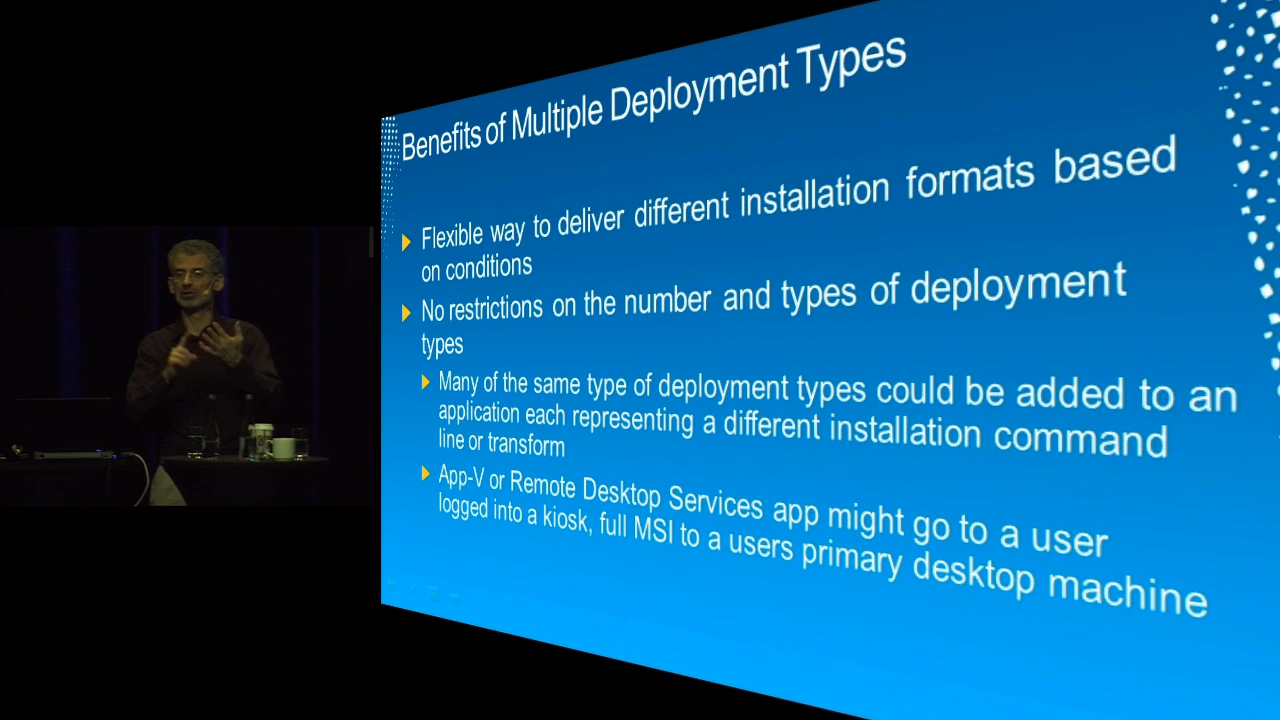 Benefits of Multiple Deployment Types
Flexible way to deliver different installation formats based
on conditions
No restrictions on the number and types of deployment
types
Many of the same type of deployment types could be added to an
application each representing a different installation command
line or transform
App-V or Remote Desktop Services app might go to a user
logged into a kiosk, full MSI to a users primary desktop machine